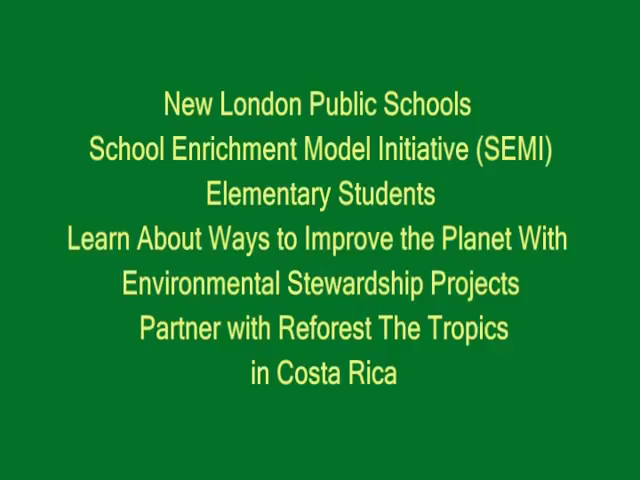 New London Public Schools
School Enrichment Model Initiative (SEMI)
Elementary Students
Learn About Ways to Improve the Planet With
Environmental Stewardship Projects
Partner with Reforest The Tropics
in Costa Rica